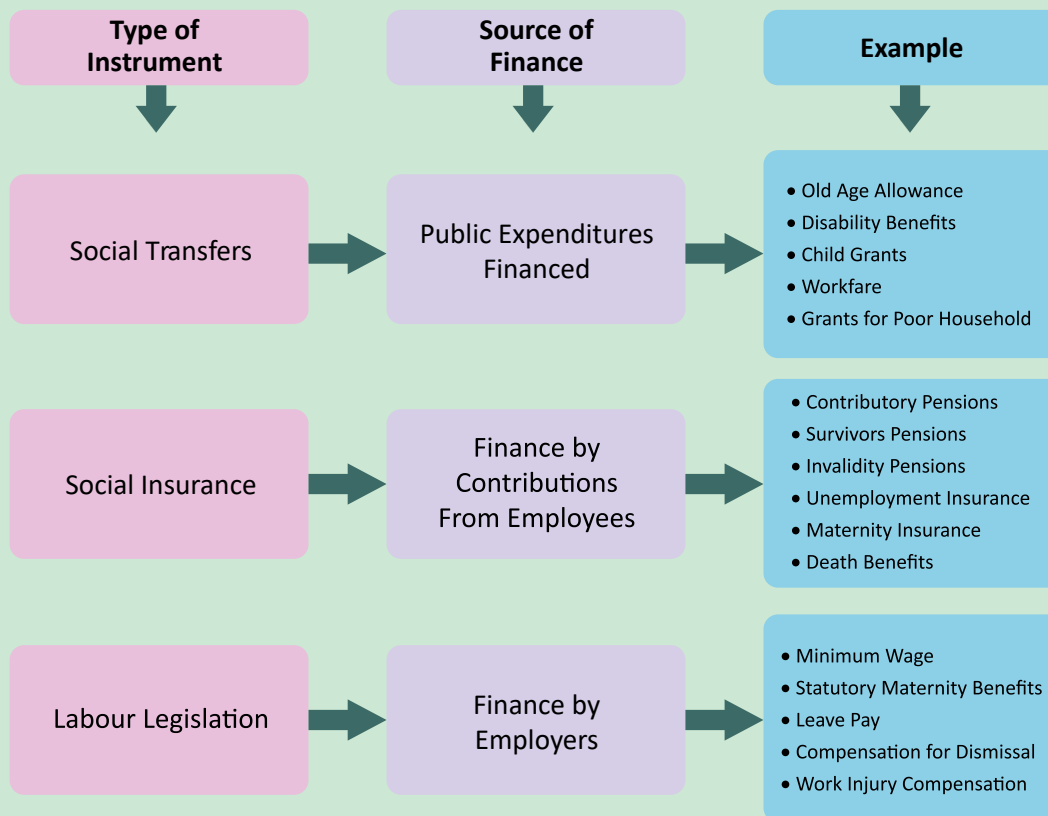 Type of
Instrument
Source of
Finance
Example
Social Transfers
Public Expenditures
Financed
• Old Age Allowance
• Disability Benefits
• Child Grants
• Workfare
• Grants for Poor Household
Social Insurance
Finance by
Contributions
From Employees
• Contributory Pensions
• Survivors Pensions
• Invalidity Pensions
• Unemployment Insurance
• Maternity Insurance
• Death Benefits
Labour Legislation
Finance by
Employers
• Minimum Wage
• Statutory Maternity Benefits
• Leave Pay
• Compensation for Dismissal
• Work Injury Compensation